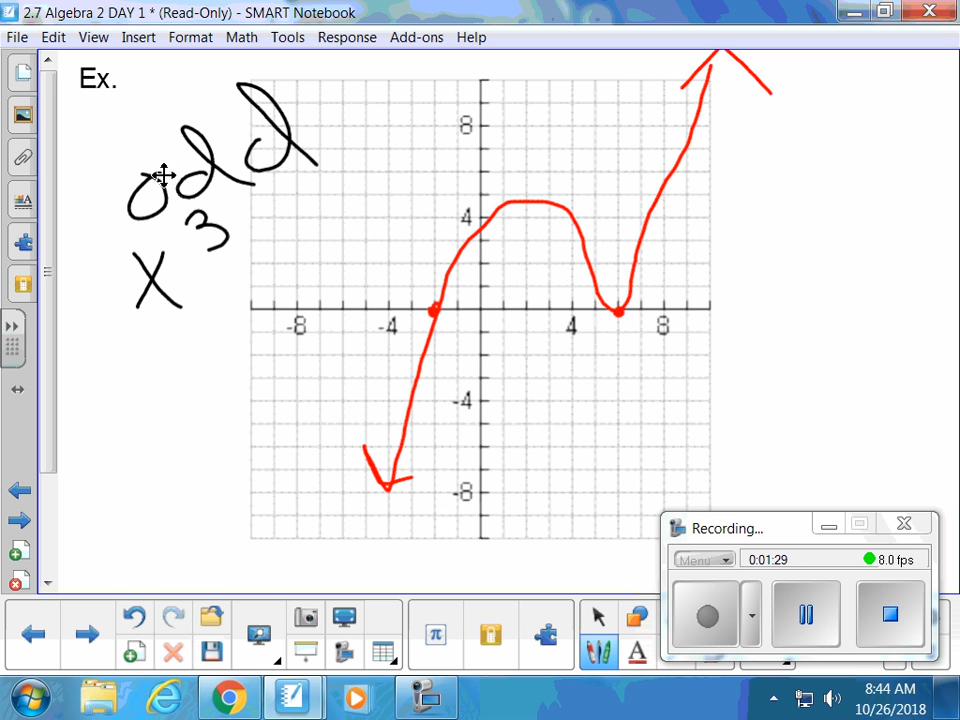 2.7 Algebra 2 DAY 1 * (Read-Only) - SMART Notebook
File Edit View Insert Format Math Tools Response Add-ons Help
Ex.
odd
x³
8
4
-8 -4 4 8
-4
-8
Recording...
Menu 0:01:29 8.0 fps
π
A
8:44 AM
10/26/2018